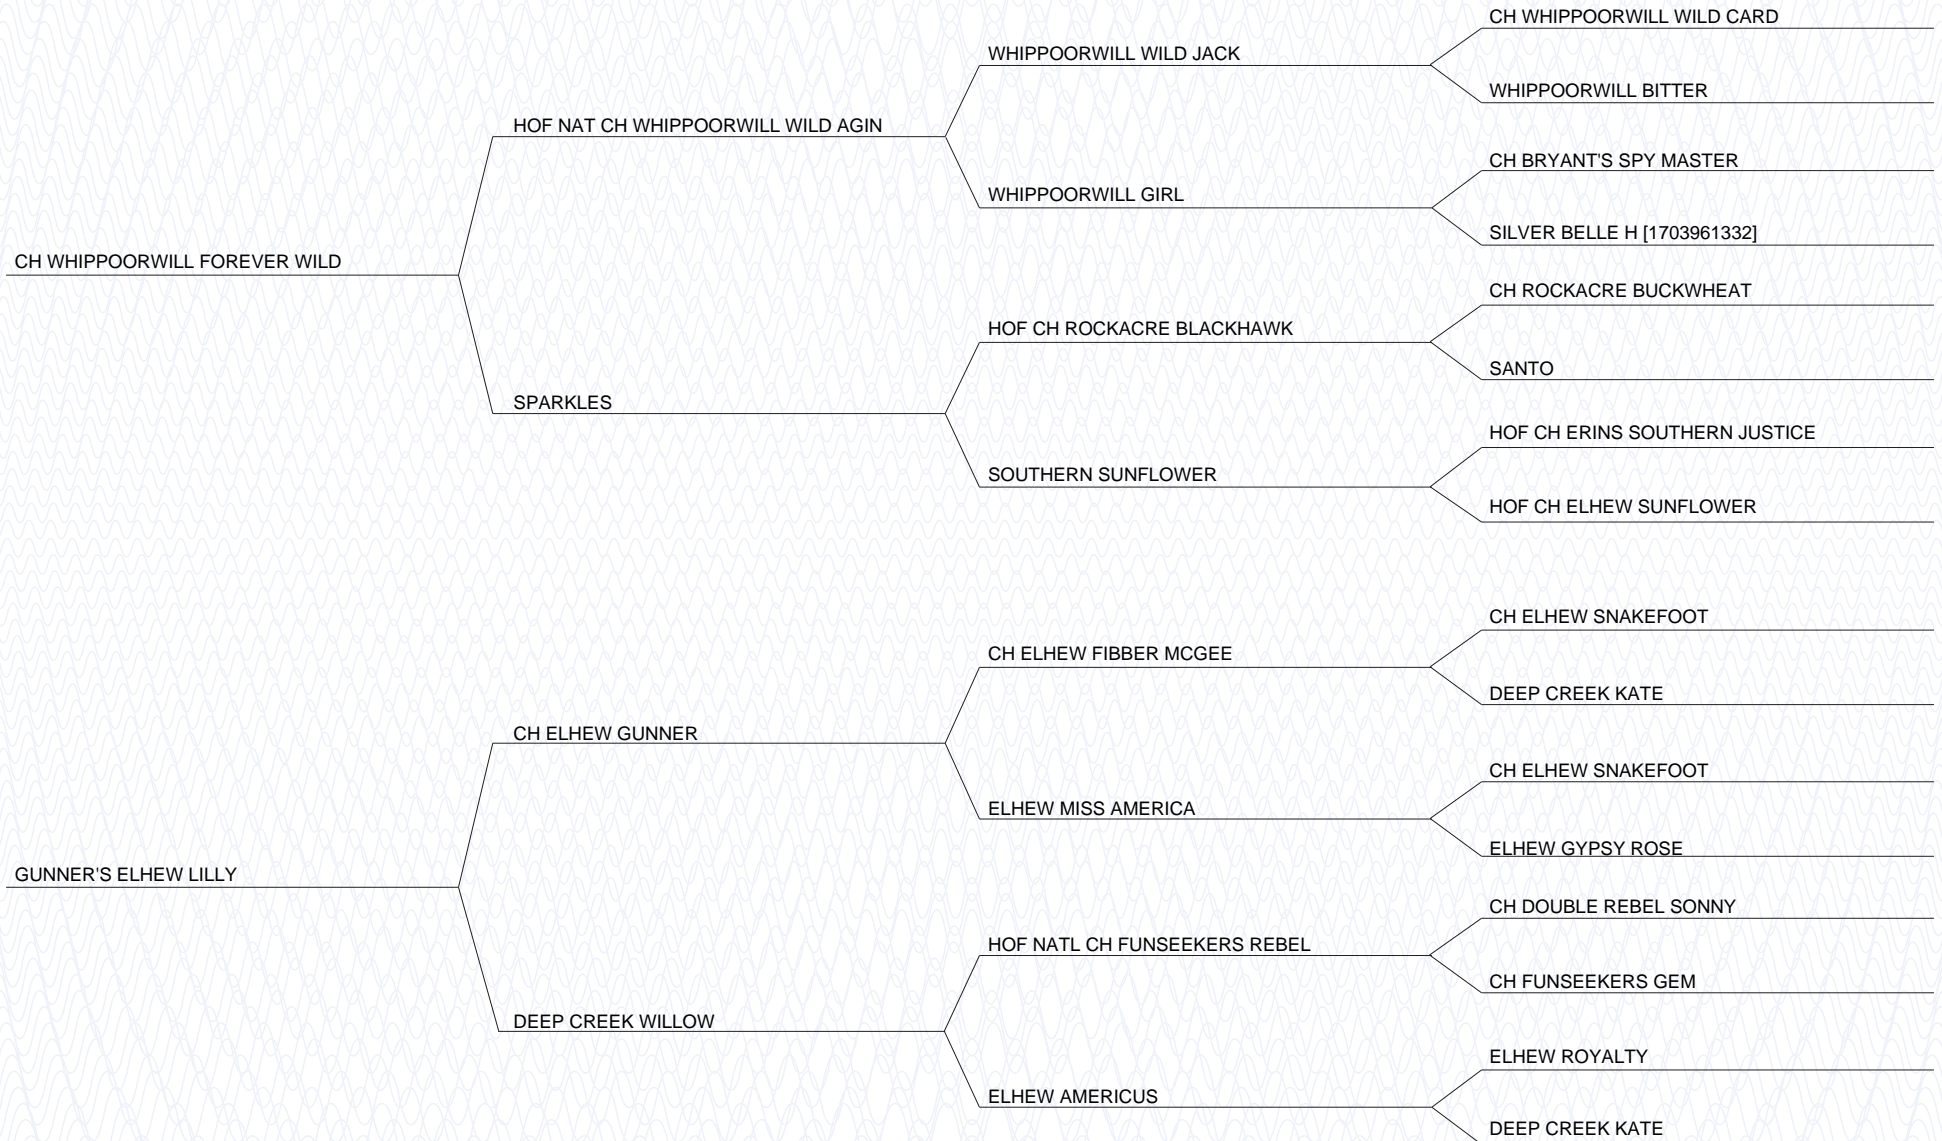 CH WHIPPOORWILL WILD CARD
WHIPPOORWILL WILD JACK
WHIPPOORWILL BITTER
HOF NAT CH WHIPPOORWILL WILD AGIN
CH BRYANT'S SPY MASTER
WHIPPOORWILL GIRL
SILVER BELLE H [1703961332]
CH WHIPPOORWILL FOREVER WILD
CH ROCKACRE BUCKWHEAT
HOF CH ROCKACRE BLACKHAWK
SANTO
SPARKLES
HOF CH ERINS SOUTHERN JUSTICE
SOUTHERN SUNFLOWER
HOF CH ELHEW SUNFLOWER
CH ELHEW SNAKEFOOT
CH ELHEW FIBBER MCGEE
DEEP CREEK KATE
CH ELHEW GUNNER
CH ELHEW SNAKEFOOT
ELHEW MISS AMERICA
ELHEW GYPSY ROSE
GUNNER'S ELHEW LILLY
CH DOUBLE REBEL SONNY
HOF NATL CH FUNSEEKERS REBEL
CH FUNSEEKERS GEM
DEEP CREEK WILLOW
ELHEW ROYALTY
ELHEW AMERICUS
DEEP CREEK KATE